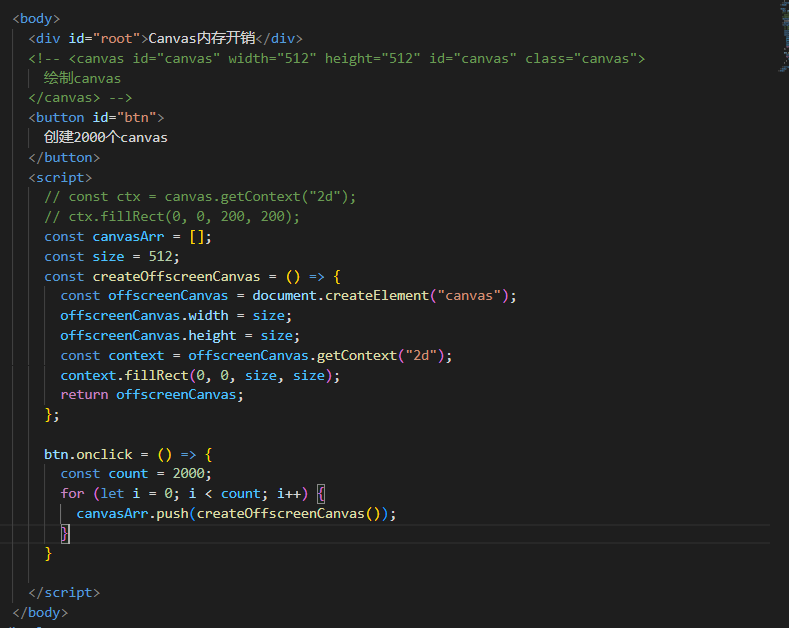 <body>
<div id="root">Canvas内存开销</div>
<!-- <canvas id="canvas" width="512" height="512" id="canvas" class="canvas">
绘制canvas
</canvas> -->
<button id="btn">
创建2000个canvas
</button>
<script>
// const ctx = canvas.getContext("2d");
// ctx.fillRect(0, 0, 200, 200);
const canvasArr = [];
const size = 512;
const createOffscreenCanvas = () => {
const offscreenCanvas = document.createElement("canvas");
offscreenCanvas.width = size;
offscreenCanvas.height = size;
const context = offscreenCanvas.getContext("2d");
context.fillRect(0, 0, size, size);
return offscreenCanvas;
};
btn.onclick = () => {
const count = 2000;
for (let i = 0; i < count; i++) {
canvasArr.push(createOffscreenCanvas());
}
}
</script>
</body>